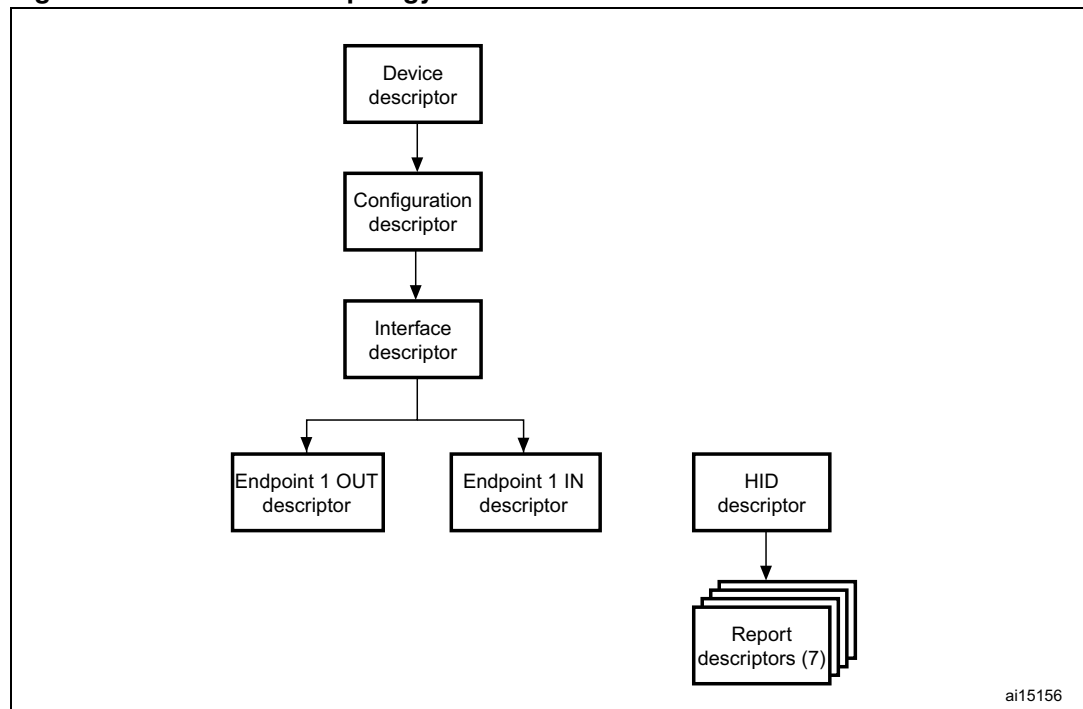 Device
descriptor
Configuration
descriptor
Interface
descriptor
Endpoint 1 OUT
descriptor
Endpoint 1 IN
descriptor
HID
descriptor
Report
descriptors (7)
ai15156